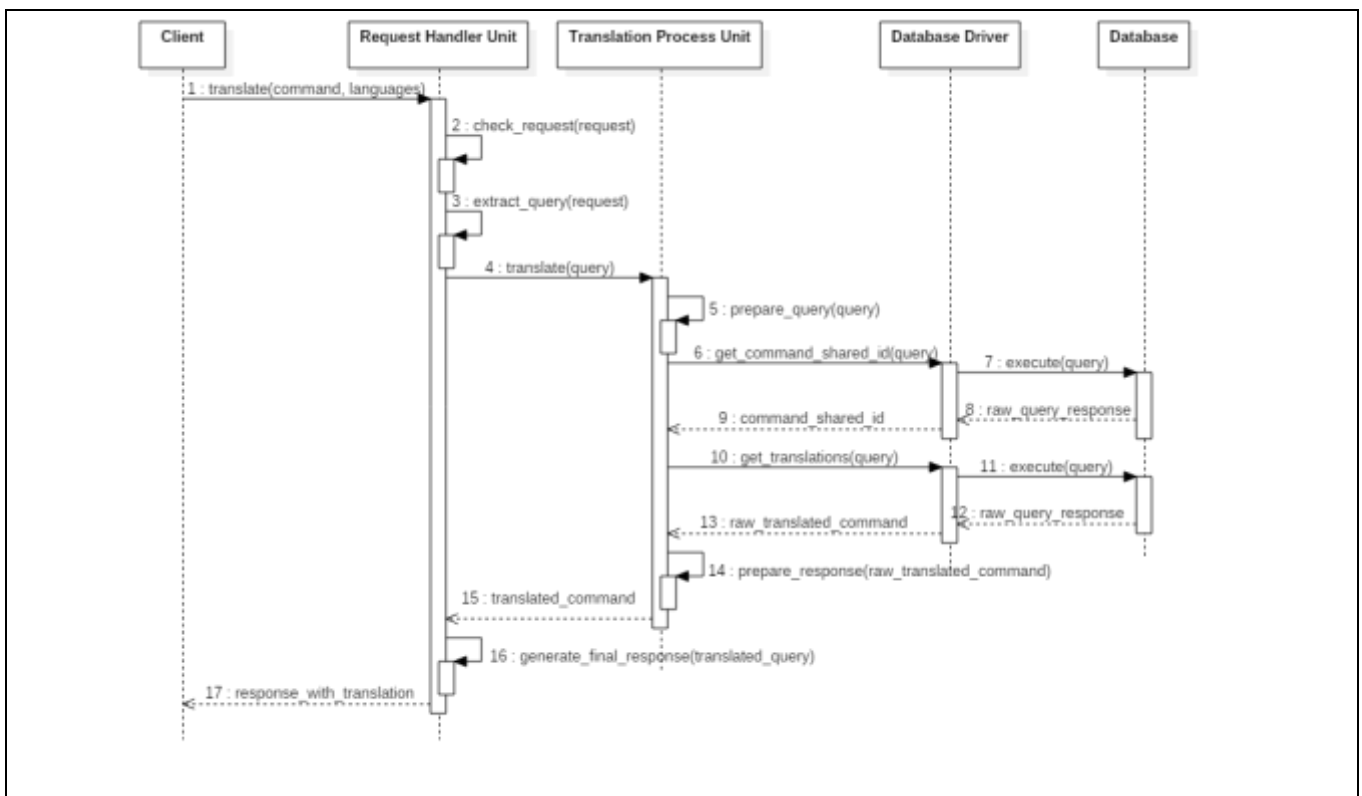 Client
Request Handler Unit
Translation Process Unit
Database Driver
Database
1 : translate(command, languages)
2 : check_request(request)
3 : extract_query(request)
4 : translate(query)
5 : prepare_query(query)
6 : get_command_shared_id(query)
7 : execute(query)
8 : raw_query_response
9 : command_shared_id
10 : get_translations(query)
11 : execute(query)
12 : raw_query_response
13 : raw_translated_command
14 : prepare_response(raw_translated_command)
15 : translated_command
16 : generate_final_response(translated_query)
17 : response_with_translation